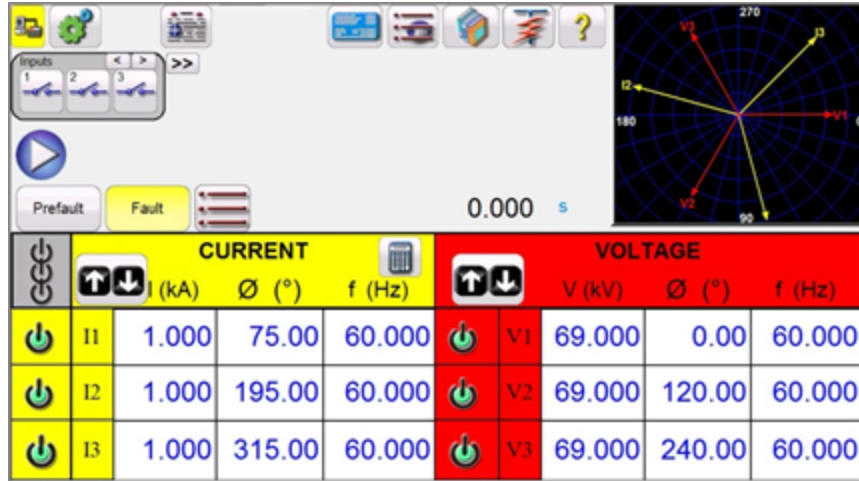 ?
Inputs < > >>
1 2 3
Prefault Fault 0.000 s
270
V3 I3
I2
180 V1
V2
90
CURRENT VOLTAGE
I (kA) Ø (°) f (Hz) V (kV) Ø (°) f (Hz)
I1 1.000 75.00 60.000 V1 69.000 0.00 60.000
I2 1.000 195.00 60.000 V2 69.000 120.00 60.000
I3 1.000 315.00 60.000 V3 69.000 240.00 60.000